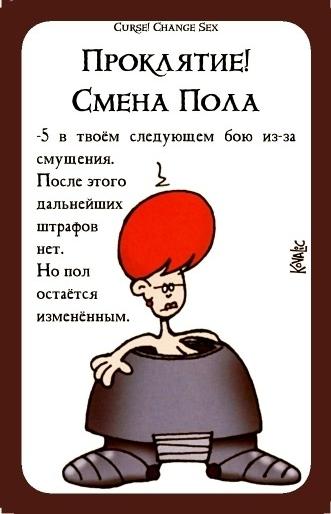 Curse! Change Sex
Проклятие!
Смена Пола
-5 в твоём следующем бою из-за
смущения.
После этого
дальнейших
штрафов
нет.
Но пол
остаётся
изменённым.
Kovalic